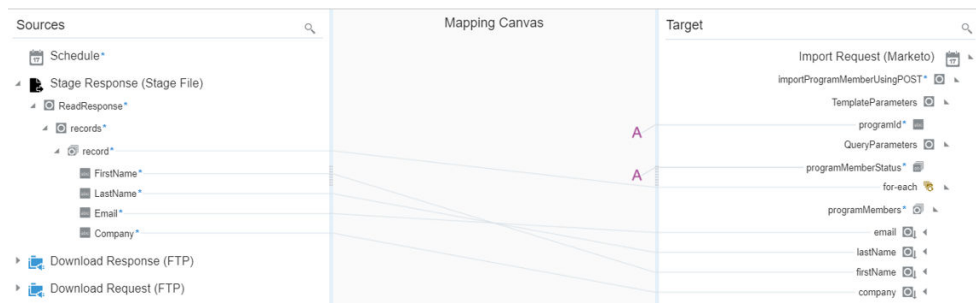 Sources
Schedule*
Stage Response (Stage File)
ReadResponse*
records*
record*
FirstName*
LastName*
Email*
Company*
Download Response (FTP)
Download Request (FTP)
Mapping Canvas
A
A
Target
Import Request (Marketo)
importProgramMemberUsingPOST*
TemplateParameters
programId*
QueryParameters
programMemberStatus*
for-each
programMembers*
email
lastName
firstName
company